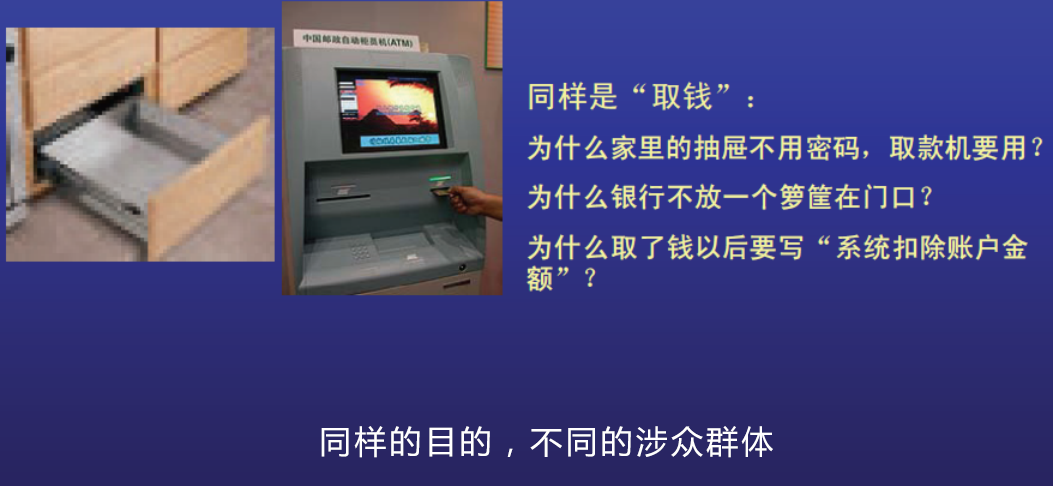 中国邮政自动柜员机(ATM)
同样是“取钱”：
为什么家里的抽屉不用密码，取款机要用？
为什么银行不放一个箩筐在门口？
为什么取了钱以后要写“系统扣除账户金
额”？
同样的目的，不同的涉众群体